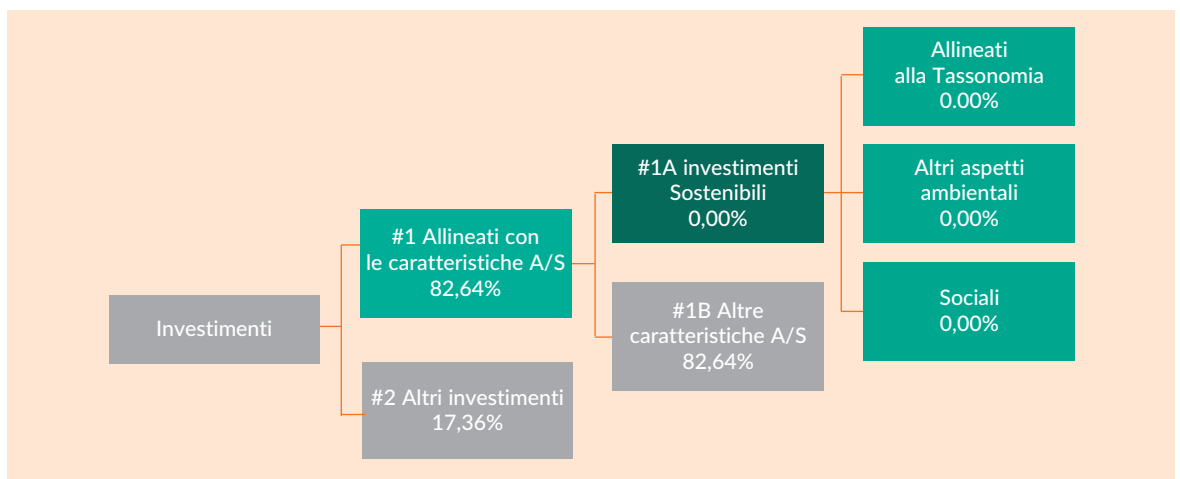 Investimenti
#1 Allineati con
le caratteristiche A/S
82,64%
#2 Altri investimenti
17,36%
#1A investimenti
Sostenibili
0,00%
#1B Altre
caratteristiche A/S
82,64%
Allineati
alla Tassonomia
0.00%
Altri aspetti
ambientali
0,00%
Sociali
0,00%